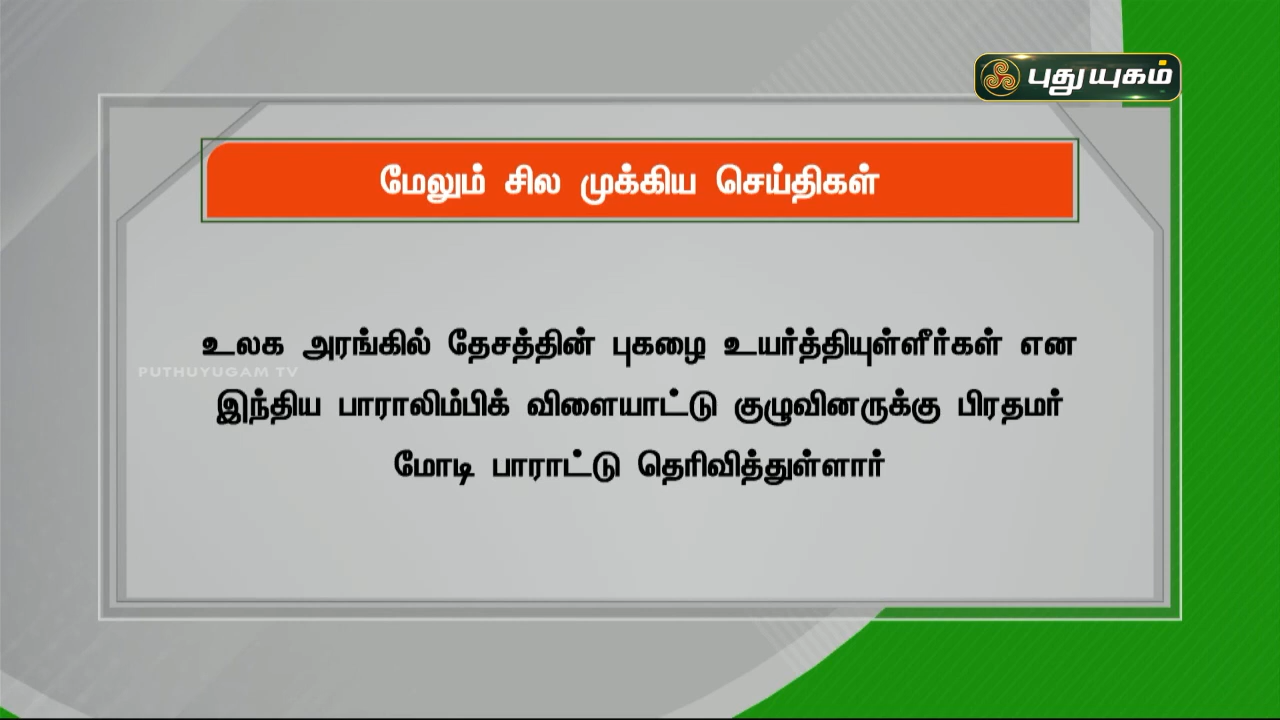 புதுயுகம்
மேலும் சில முக்கிய செய்திகள்
உலக அரங்கில் தேசத்தின் புகழை உயர்த்தியுள்ளீர்கள் என
PUTHUYUGAM TV
இந்திய பாராலிம்பிக் விளையாட்டு குழுவினருக்கு பிரதமர்
மோடி பாராட்டு தெரிவித்துள்ளார்